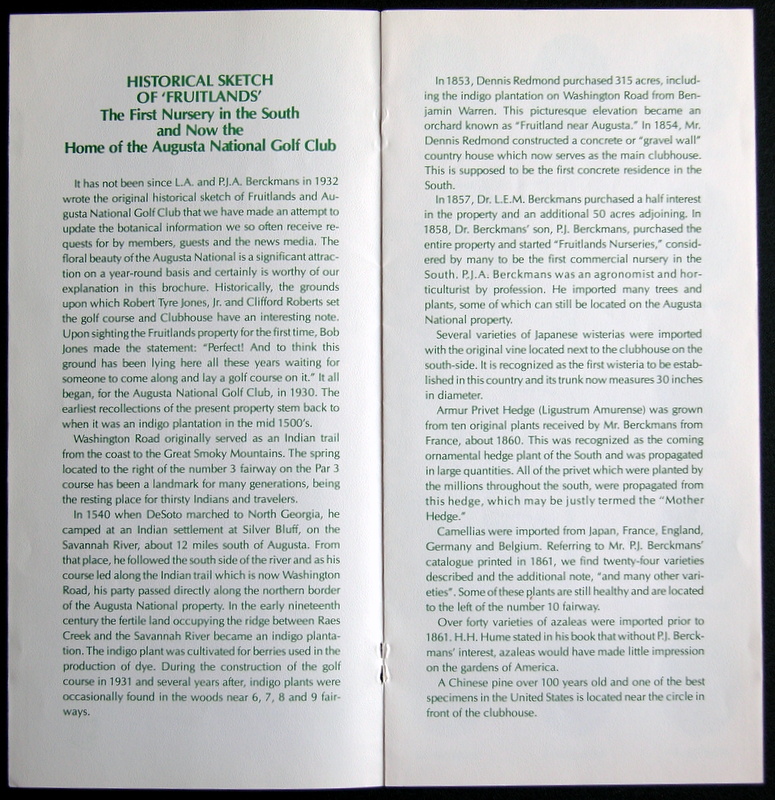 HISTORICAL SKETCH
OF 'FRUITLANDS'
The First Nursery in the South
and Now the
Home of the Augusta National Golf Club
It has not been since L.A. and P.J.A. Berckmans in 1932
wrote the original historical sketch of Fruitlands and Au-
gusta National Golf Club that we have made an attempt to
update the botanical information we so often receive re-
quests for by members, guests and the news media. The
floral beauty of the Augusta National is a significant attrac-
tion on a year-round basis and certainly is worthy of our
explanation in this brochure. Historically, the grounds
upon which Robert Tyre Jones, Jr. and Clifford Roberts set
the golf course and Clubhouse have an interesting note.
Upon sighting the Fruitlands property for the first time, Bob
Jones made the statement: "Perfect! And to think this
ground has been lying here all these years waiting for
someone to come along and lay a golf course on it." It all
began, for the Augusta National Golf Club, in 1930. The
earliest recollections of the present property stem back to
when it was an indigo plantation in the mid 1500's.
Washington Road originally served as an Indian trail
from the coast to the Great Smoky Mountains. The spring
located to the right of the number 3 fairway on the Par 3
course has been a landmark for many generations, being
the resting place for thirsty Indians and travelers.
In 1540 when DeSoto marched to North Georgia, he
camped at an Indian settlement at Silver Bluff, on the
Savannah River, about 12 miles south of Augusta. From
that place, he followed the south side of the river and as his
course led along the Indian trail which is now Washington
Road, his party passed directly along the northern border
of the Augusta National property. In the early nineteenth
century the fertile land occupying the ridge between Raes
Creek and the Savannah River became an indigo planta-
tion. The indigo plant was cultivated for berries used in the
production of dye. During the construction of the golf
course in 1931 and several years after, indigo plants were
occasionally found in the woods near 6, 7, 8 and 9 fair-
ways.
In 1853, Dennis Redmond purchased 315 acres, includ-
ing the indigo plantation on Washington Road from Ben-
jamin Warren. This picturesque elevation became an
orchard known as "Fruitland near Augusta." In 1854, Mr.
Dennis Redmond constructed a concrete or "gravel wall"
country house which now serves as the main clubhouse.
This is supposed to be the first concrete residence in the
South.
In 1857, Dr. L.E.M. Berckmans purchased a half interest
in the property and an additional 50 acres adjoining. In
1858, Dr. Berckmans' son, P.J. Berckmans, purchased the
entire property and started "Fruitlands Nurseries," consid-
ered by many to be the first commercial nursery in the
South. P.J.A. Berckmans was an agronomist and hor-
ticulturist by profession. He imported many trees and
plants, some of which can still be located on the Augusta
National property.
Several varieties of Japanese wisterias were imported
with the original vine located next to the clubhouse on the
south-side. It is recognized as the first wisteria to be estab-
lished in this country and its trunk now measures 30 inches
in diameter.
Armur Privet Hedge (Ligustrum Amurense) was grown
from ten original plants received by Mr. Berckmans from
France, about 1860. This was recognized as the coming
ornamental hedge plant of the South and was propagated
in large quantities. All of the privet which were planted by
the millions throughout the south, were propagated from
this hedge, which may be justly termed the "Mother
Hedge."
Camellias were imported from Japan, France, England,
Germany and Belgium. Referring to Mr. P.J. Berckmans'
catalogue printed in 1861, we find twenty-four varieties
described and the additional note, "and many other vari-
eties". Some of these plants are still healthy and are located
to the left of the number 10 fairway.
Over forty varieties of azaleas were imported prior to
1861. H.H. Hume stated in his book that without P.J. Berck-
mans' interest, azaleas would have made little impression
on the gardens of America.
A Chinese pine over 100 years old and one of the best
specimens in the United States is located near the circle in
front of the clubhouse.